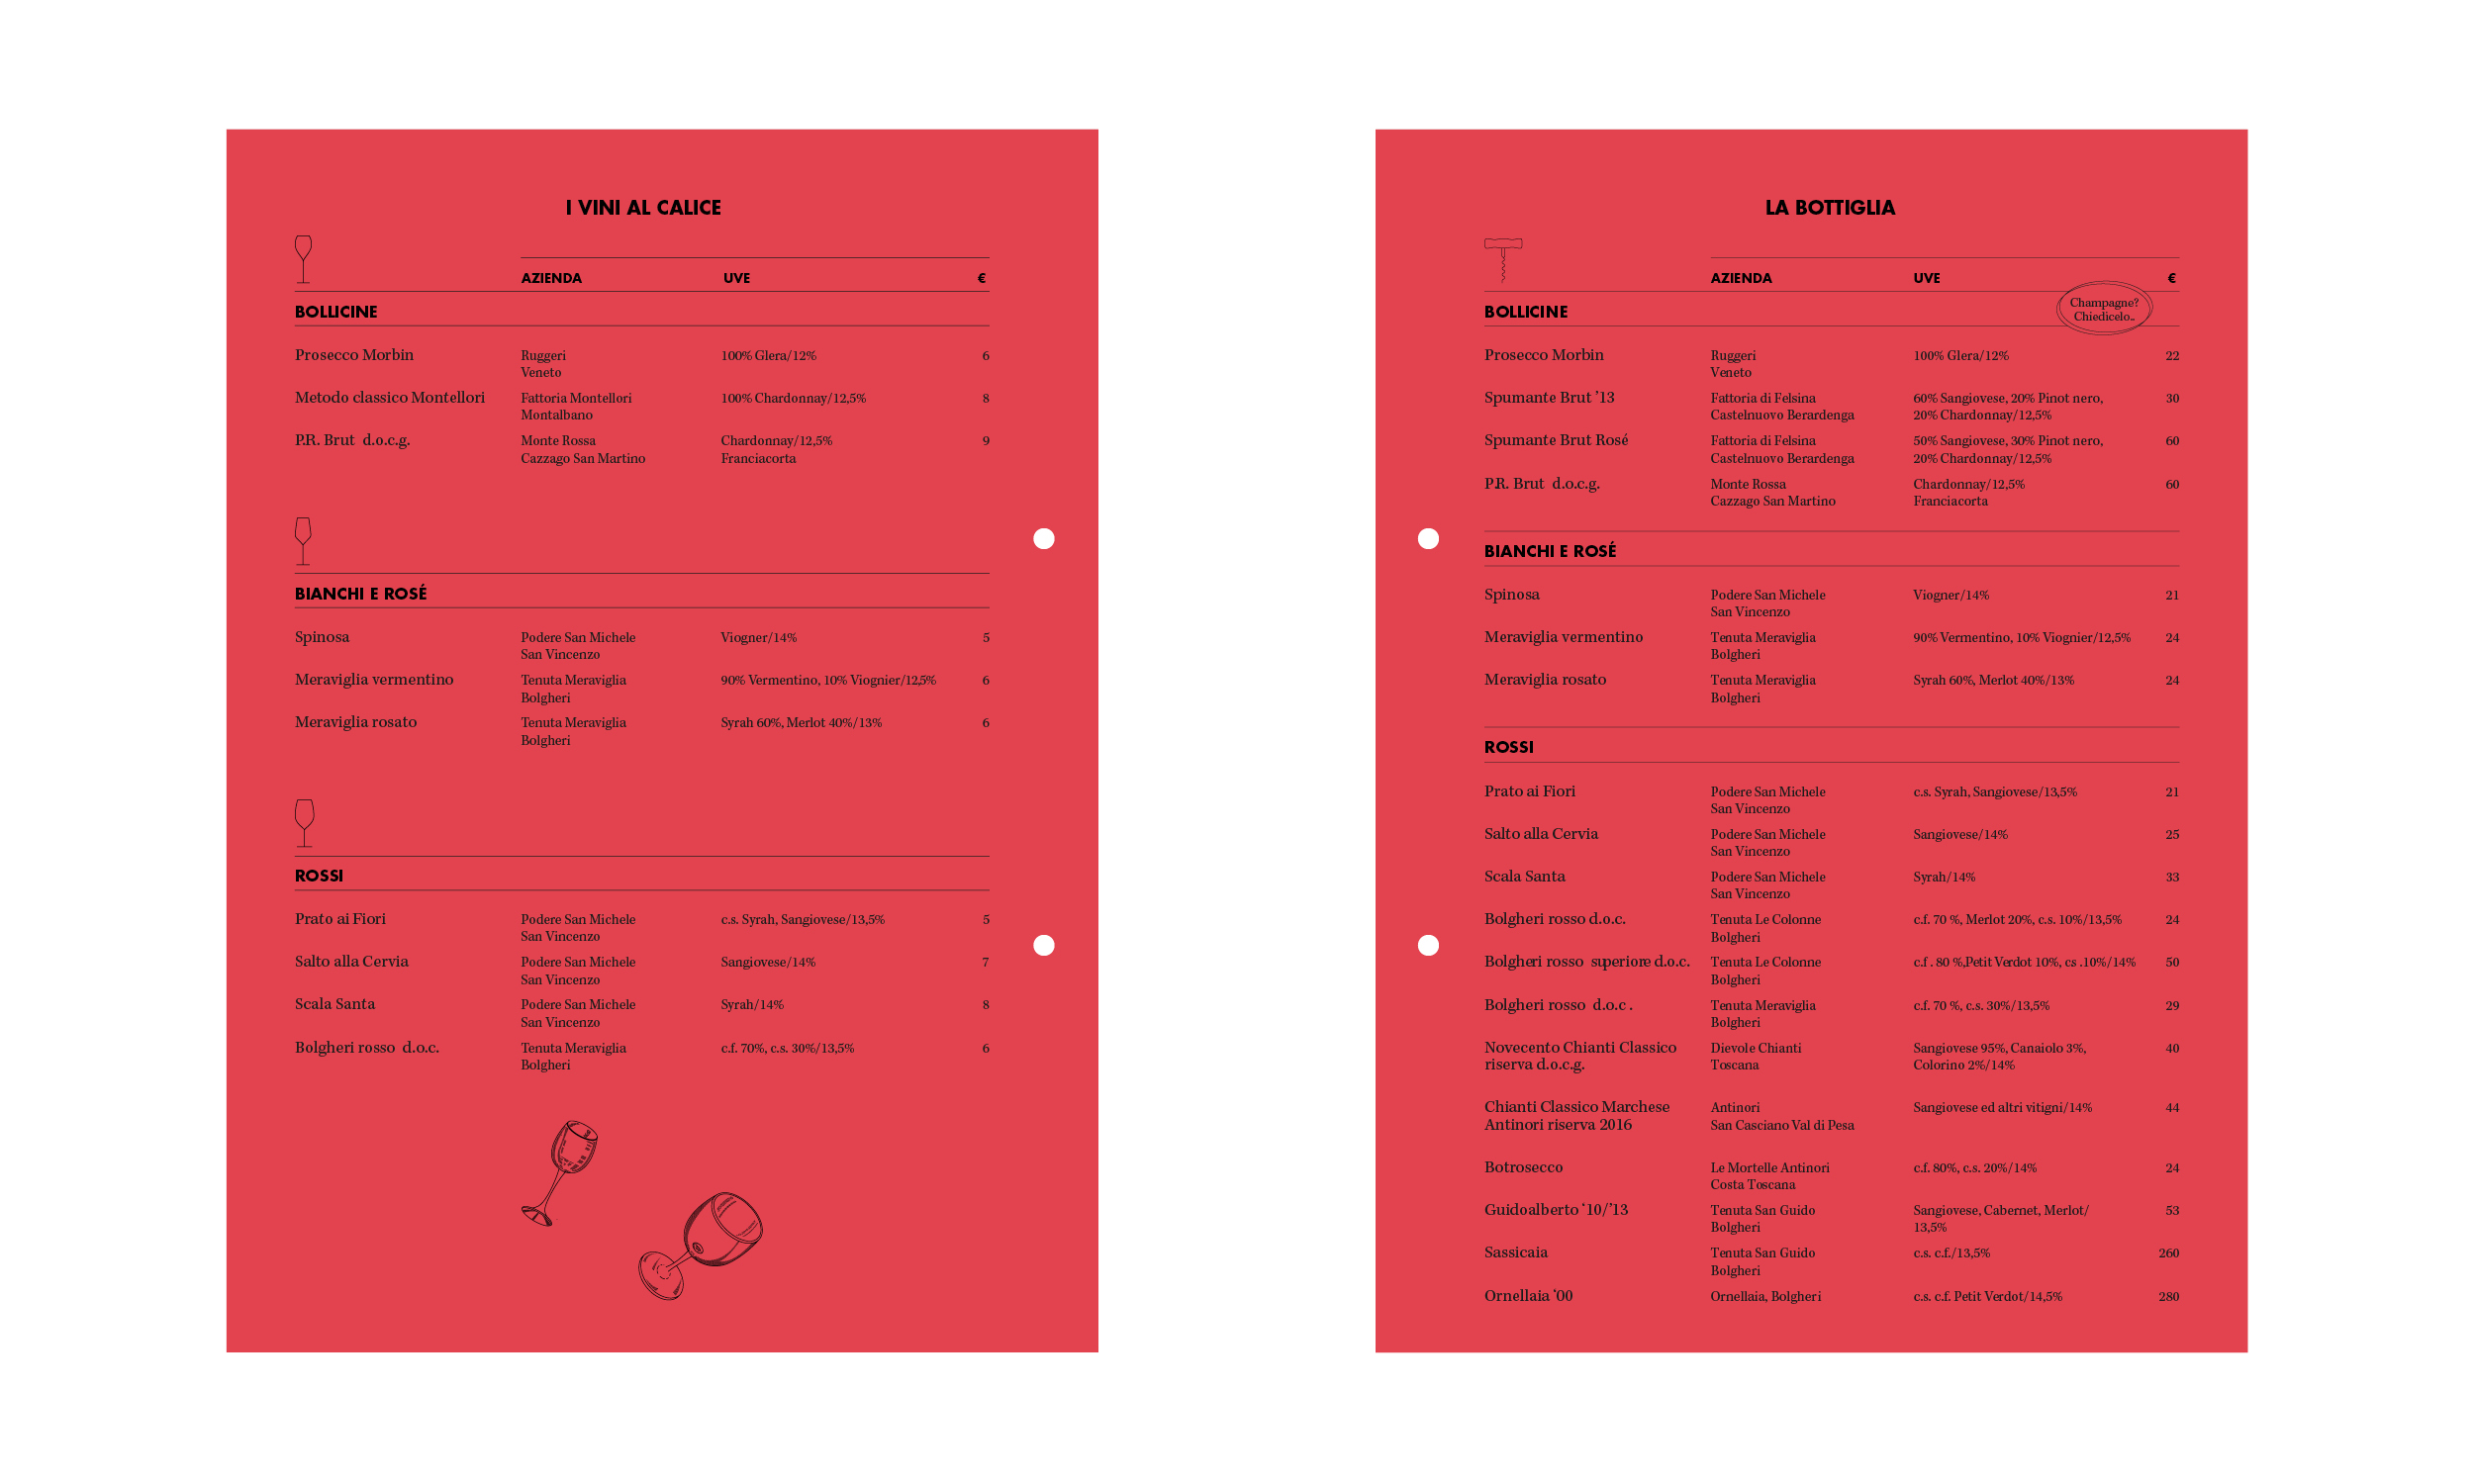 I VINI AL CALICE
AZIENDA UVE €
BOLLICINE
Prosecco Morbin Ruggeri 100% Glera/12% 6
Veneto
Metodo classico Montellori Fattoria Montellori 100% Chardonnay/12,5% 8
Montalbano
P.R. Brut d.o.c.g. Monte Rossa Chardonnay/12,5% 9
Cazzago San Martino Franciacorta
BIANCHI E ROSÉ
Spinosa Podere San Michele Viogner/14% 5
San Vincenzo
Meraviglia vermentino Tenuta Meraviglia 90% Vermentino, 10% Viognier/12,5% 6
Bolgheri
Meraviglia rosato Tenuta Meraviglia Syrah 60%, Merlot 40%/13% 6
Bolgheri
ROSSI
Prato ai Fiori Podere San Michele c.s. Syrah, Sangiovese/13,5% 5
San Vincenzo
Salto alla Cervia Podere San Michele Sangiovese/14% 7
San Vincenzo
Scala Santa Podere San Michele Syrah/14% 8
San Vincenzo
Bolgheri rosso d.o.c. Tenuta Meraviglia c.f. 70%, c.s. 30%/13,5% 6
Bolgheri
LA BOTTIGLIA
AZIENDA UVE €
Champagne?
Chiedicelo..
BOLLICINE
Prosecco Morbin Ruggeri 100% Glera/12% 22
Veneto
Spumante Brut ’13 Fattoria di Felsina 60% Sangiovese, 20% Pinot nero, 30
Castelnuovo Berardenga 20% Chardonnay/12,5%
Spumante Brut Rosé Fattoria di Felsina 50% Sangiovese, 30% Pinot nero, 60
Castelnuovo Berardenga 20% Chardonnay/12,5%
P.R. Brut d.o.c.g. Monte Rossa Chardonnay/12,5% 60
Cazzago San Martino Franciacorta
BIANCHI E ROSÉ
Spinosa Podere San Michele Viogner/14% 21
San Vincenzo
Meraviglia vermentino Tenuta Meraviglia 90% Vermentino, 10% Viognier/12,5% 24
Bolgheri
Meraviglia rosato Tenuta Meraviglia Syrah 60%, Merlot 40%/13% 24
Bolgheri
ROSSI
Prato ai Fiori Podere San Michele c.s. Syrah, Sangiovese/13,5% 21
San Vincenzo
Salto alla Cervia Podere San Michele Sangiovese/14% 25
San Vincenzo
Scala Santa Podere San Michele Syrah/14% 33
San Vincenzo
Bolgheri rosso d.o.c. Tenuta Le Colonne c.f. 70 %, Merlot 20%, c.s. 10%/13,5% 24
Bolgheri
Bolgheri rosso superiore d.o.c. Tenuta Le Colonne c.f . 80 %,Petit Verdot 10%, cs .10%/14% 50
Bolgheri
Bolgheri rosso d.o.c . Tenuta Meraviglia c.f. 70 %, c.s. 30%/13,5% 29
Bolgheri
Novecento Chianti Classico Dievole Chianti Sangiovese 95%, Canaiolo 3%, 40
riserva d.o.c.g. Toscana Colorino 2%/14%
Chianti Classico Marchese Antinori Sangiovese ed altri vitigni/14% 44
Antinori riserva 2016 San Casciano Val di Pesa
Botrosecco Le Mortelle Antinori c.f. 80%, c.s. 20%/14% 24
Costa Toscana
Guidoalberto ‘10/’13 Tenuta San Guido Sangiovese, Cabernet, Merlot/ 53
Bolgheri 13,5%
Sassicaia Tenuta San Guido c.s. c.f./13,5% 260
Bolgheri
Ornellaia ‘00 Ornellaia, Bolgheri c.s. c.f. Petit Verdot/14,5% 280